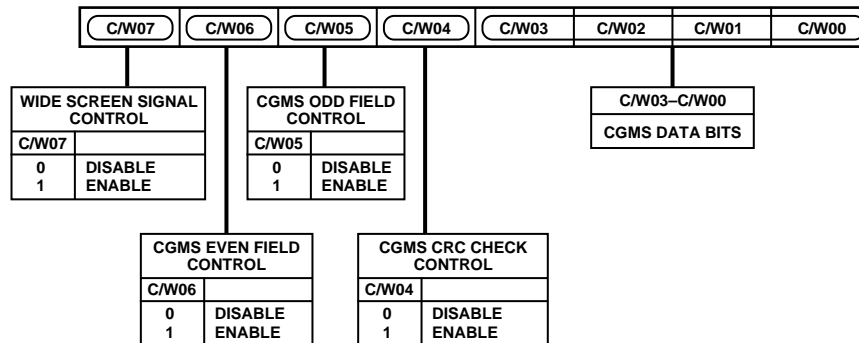 C/W07 C/W06 C/W05 C/W04 C/W03 C/W02 C/W01 C/W00
WIDE SCREEN SIGNAL
CONTROL
C/W07
0 DISABLE
1 ENABLE
CGMS ODD FIELD
CONTROL
C/W05
0 DISABLE
1 ENABLE
C/W03–C/W00
CGMS DATA BITS
CGMS EVEN FIELD
CONTROL
C/W06
0 DISABLE
1 ENABLE
CGMS CRC CHECK
CONTROL
C/W04
0 DISABLE
1 ENABLE